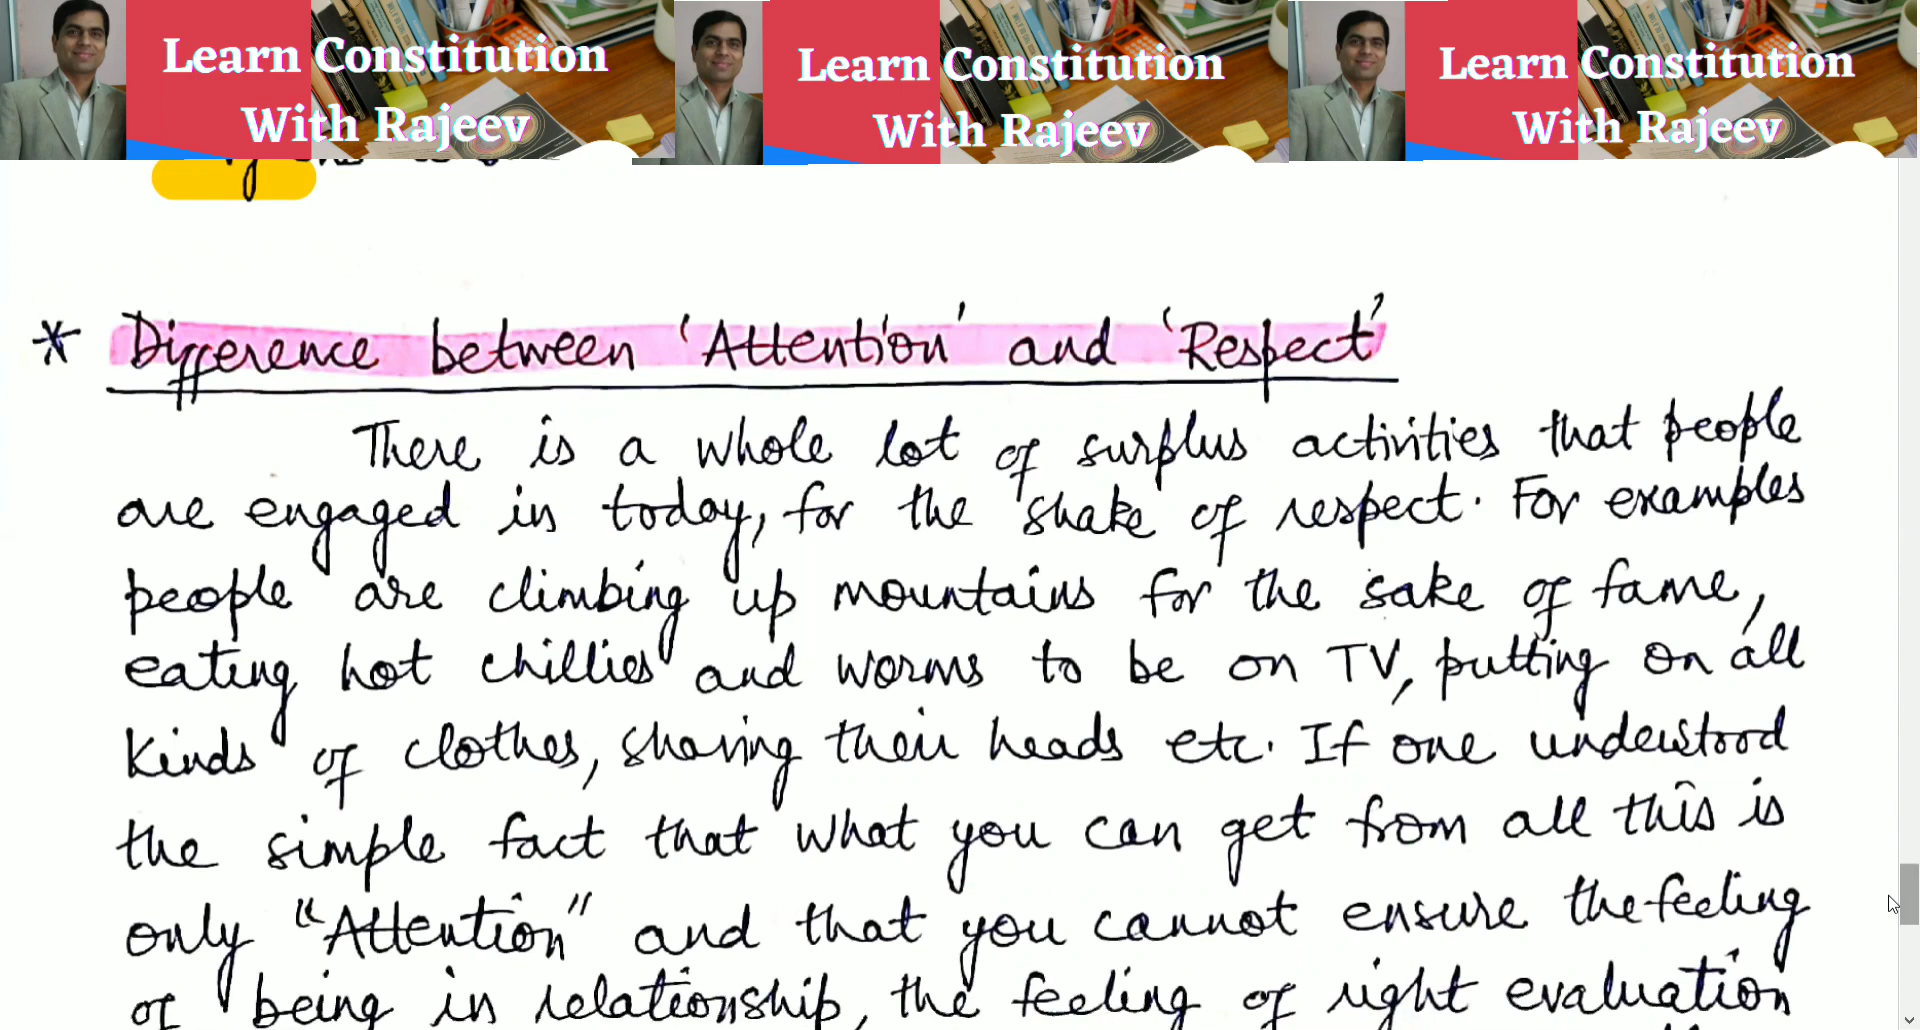 Learn Constitution
With Rajeev
Learn Constitution
With Rajeev
Learn Constitution
With Rajeev
* Difference between 'Attention' and 'Respect'
There is a whole lot of surplus activities that people
are engaged in today, for the shake of respect. For examples
people are climbing up mountains for the sake of fame,
eating hot chillies and worms to be on TV, putting on all
kinds of clothes, shaving their heads etc. If one understood
the simple fact that what you can get from all this is
only "Attention" and that you cannot ensure the feeling
of being in relationship, the feeling of right evaluation